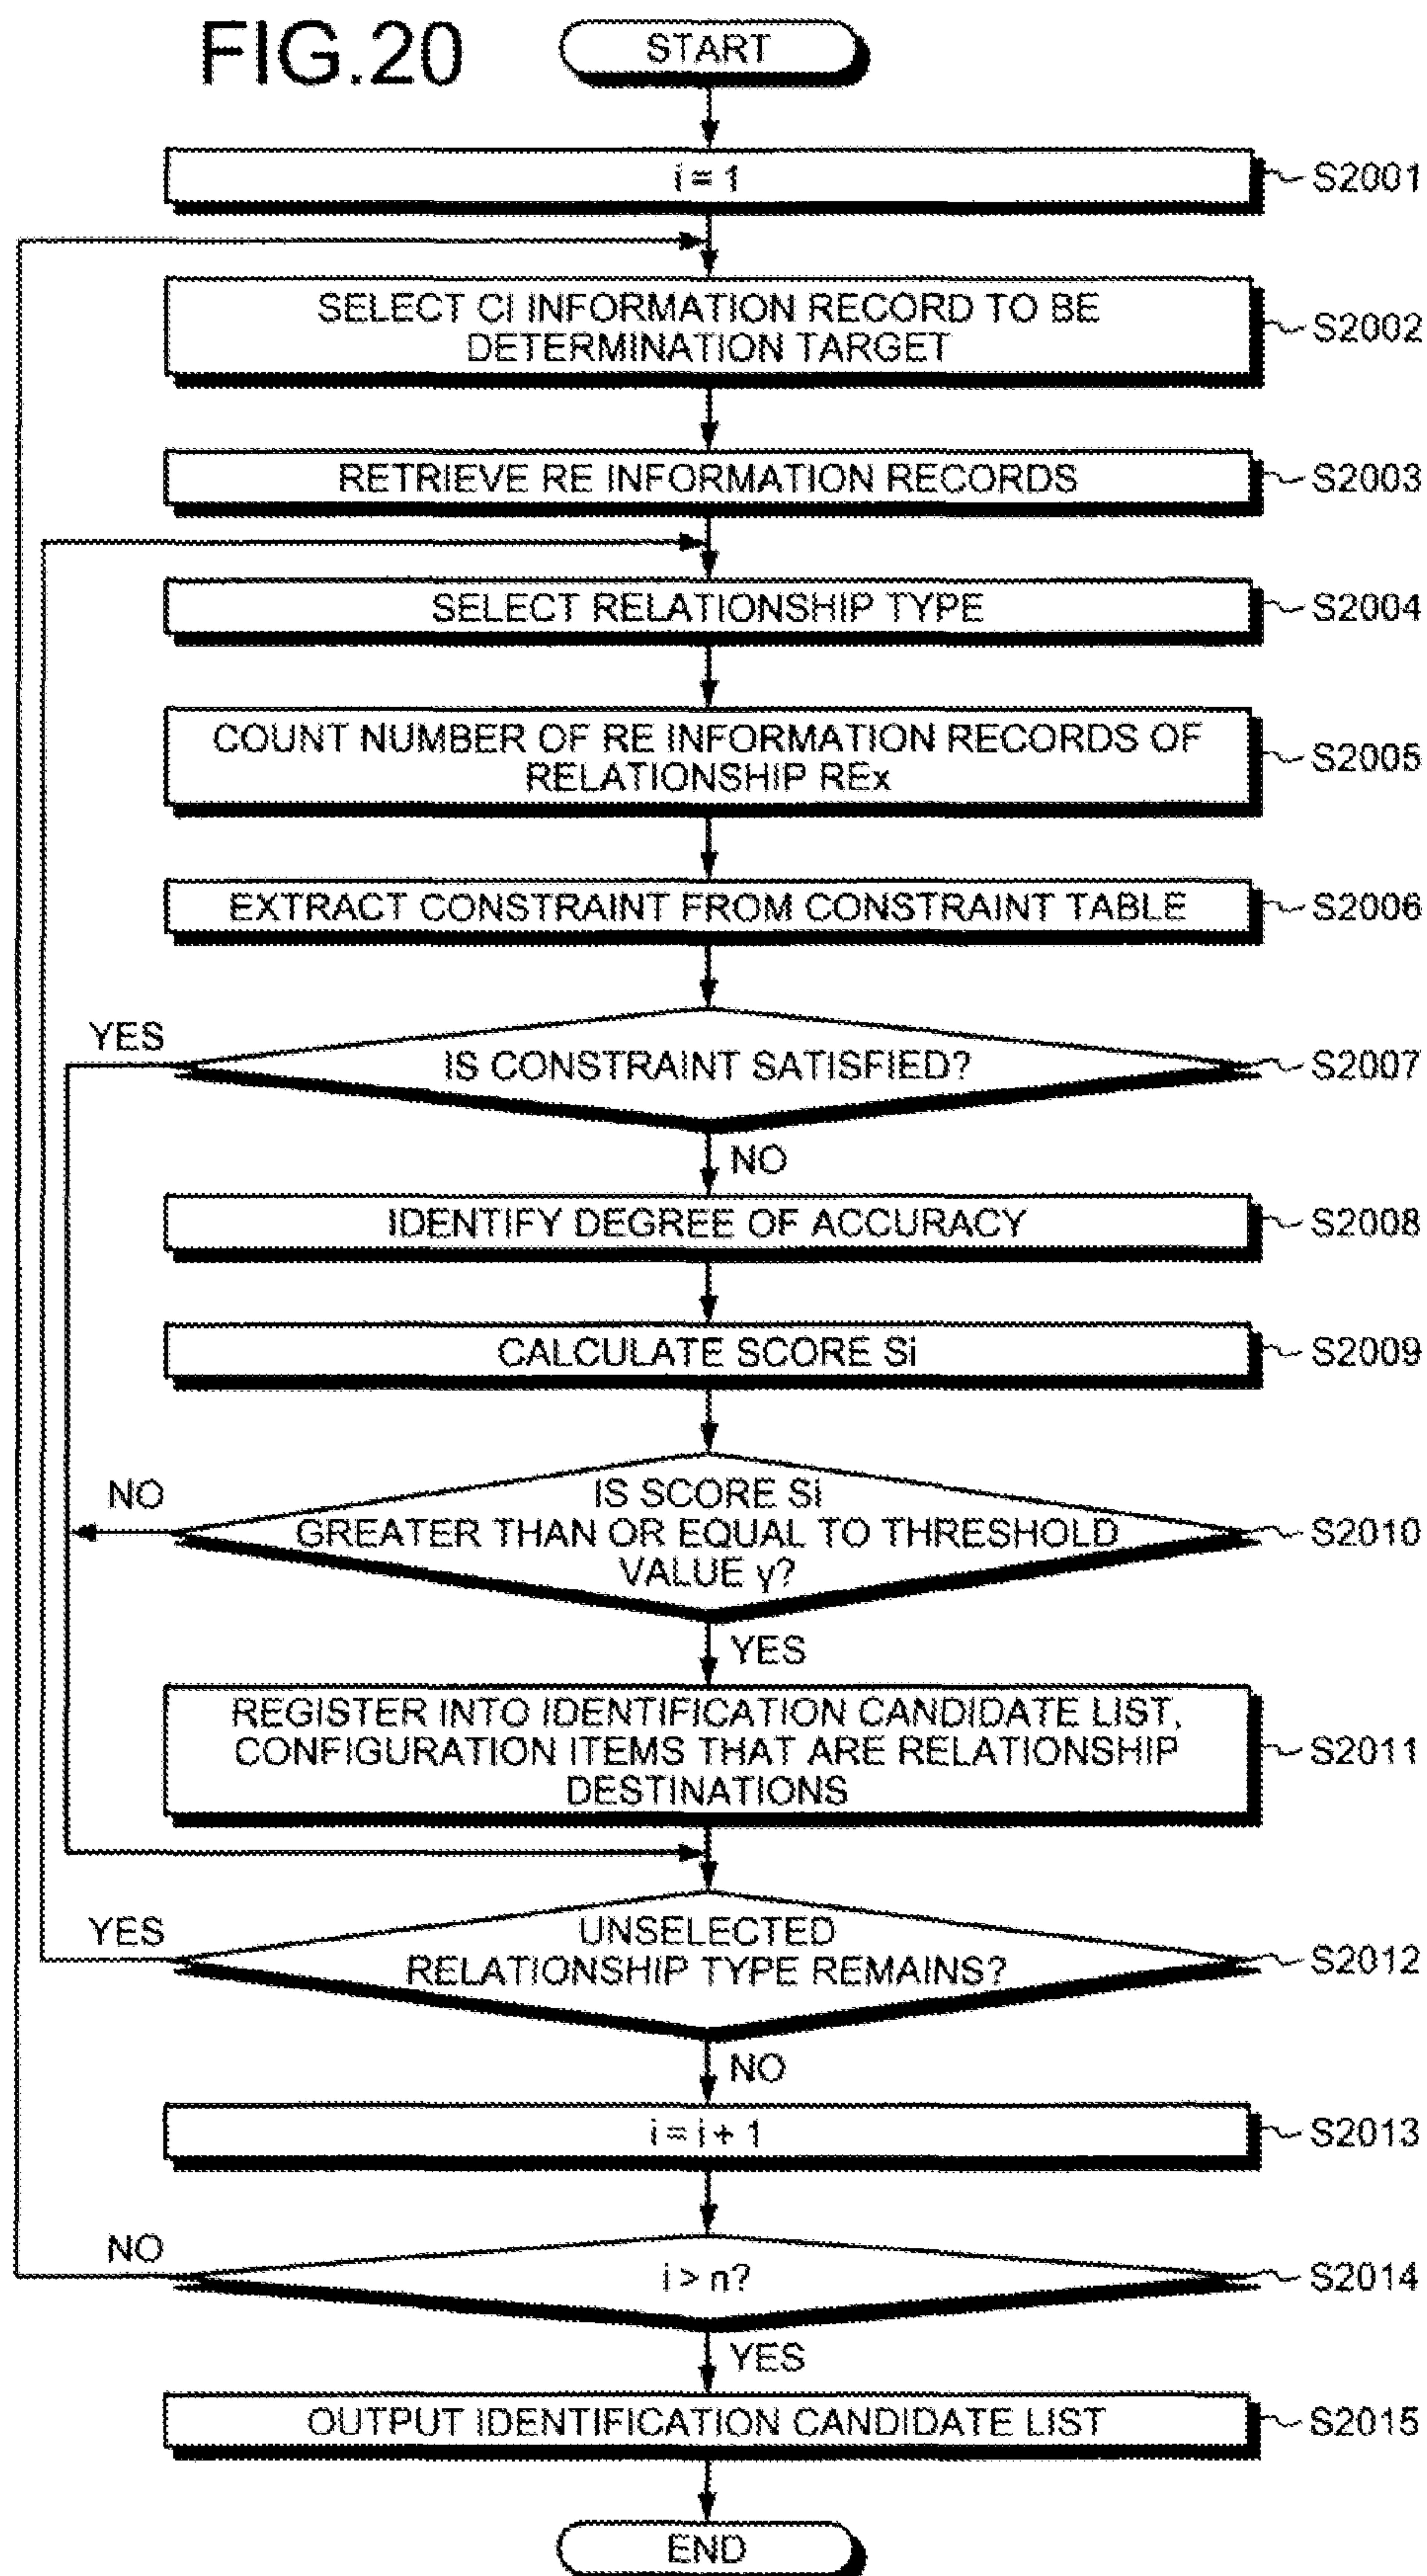 FIG.20
START
i = 1
S2001
SELECT CI INFORMATION RECORD TO BE
DETERMINATION TARGET
S2002
RETRIEVE RE INFORMATION RECORDS
S2003
SELECT RELATIONSHIP TYPE
S2004
COUNT NUMBER OF RE INFORMATION RECORDS OF
RELATIONSHIP REx
S2005
EXTRACT CONSTRAINT FROM CONSTRAINT TABLE
S2006
YES
IS CONSTRAINT SATISFIED?
S2007
NO
IDENTIFY DEGREE OF ACCURACY
S2008
CALCULATE SCORE Si
S2009
NO
IS SCORE Si
GREATER THAN OR EQUAL TO THRESHOLD
VALUE γ?
S2010
YES
REGISTER INTO IDENTIFICATION CANDIDATE LIST,
CONFIGURATION ITEMS THAT ARE RELATIONSHIP
DESTINATIONS
S2011
YES
UNSELECTED
RELATIONSHIP TYPE REMAINS?
S2012
NO
i = i + 1
S2013
NO
i > n?
S2014
YES
OUTPUT IDENTIFICATION CANDIDATE LIST
S2015
END